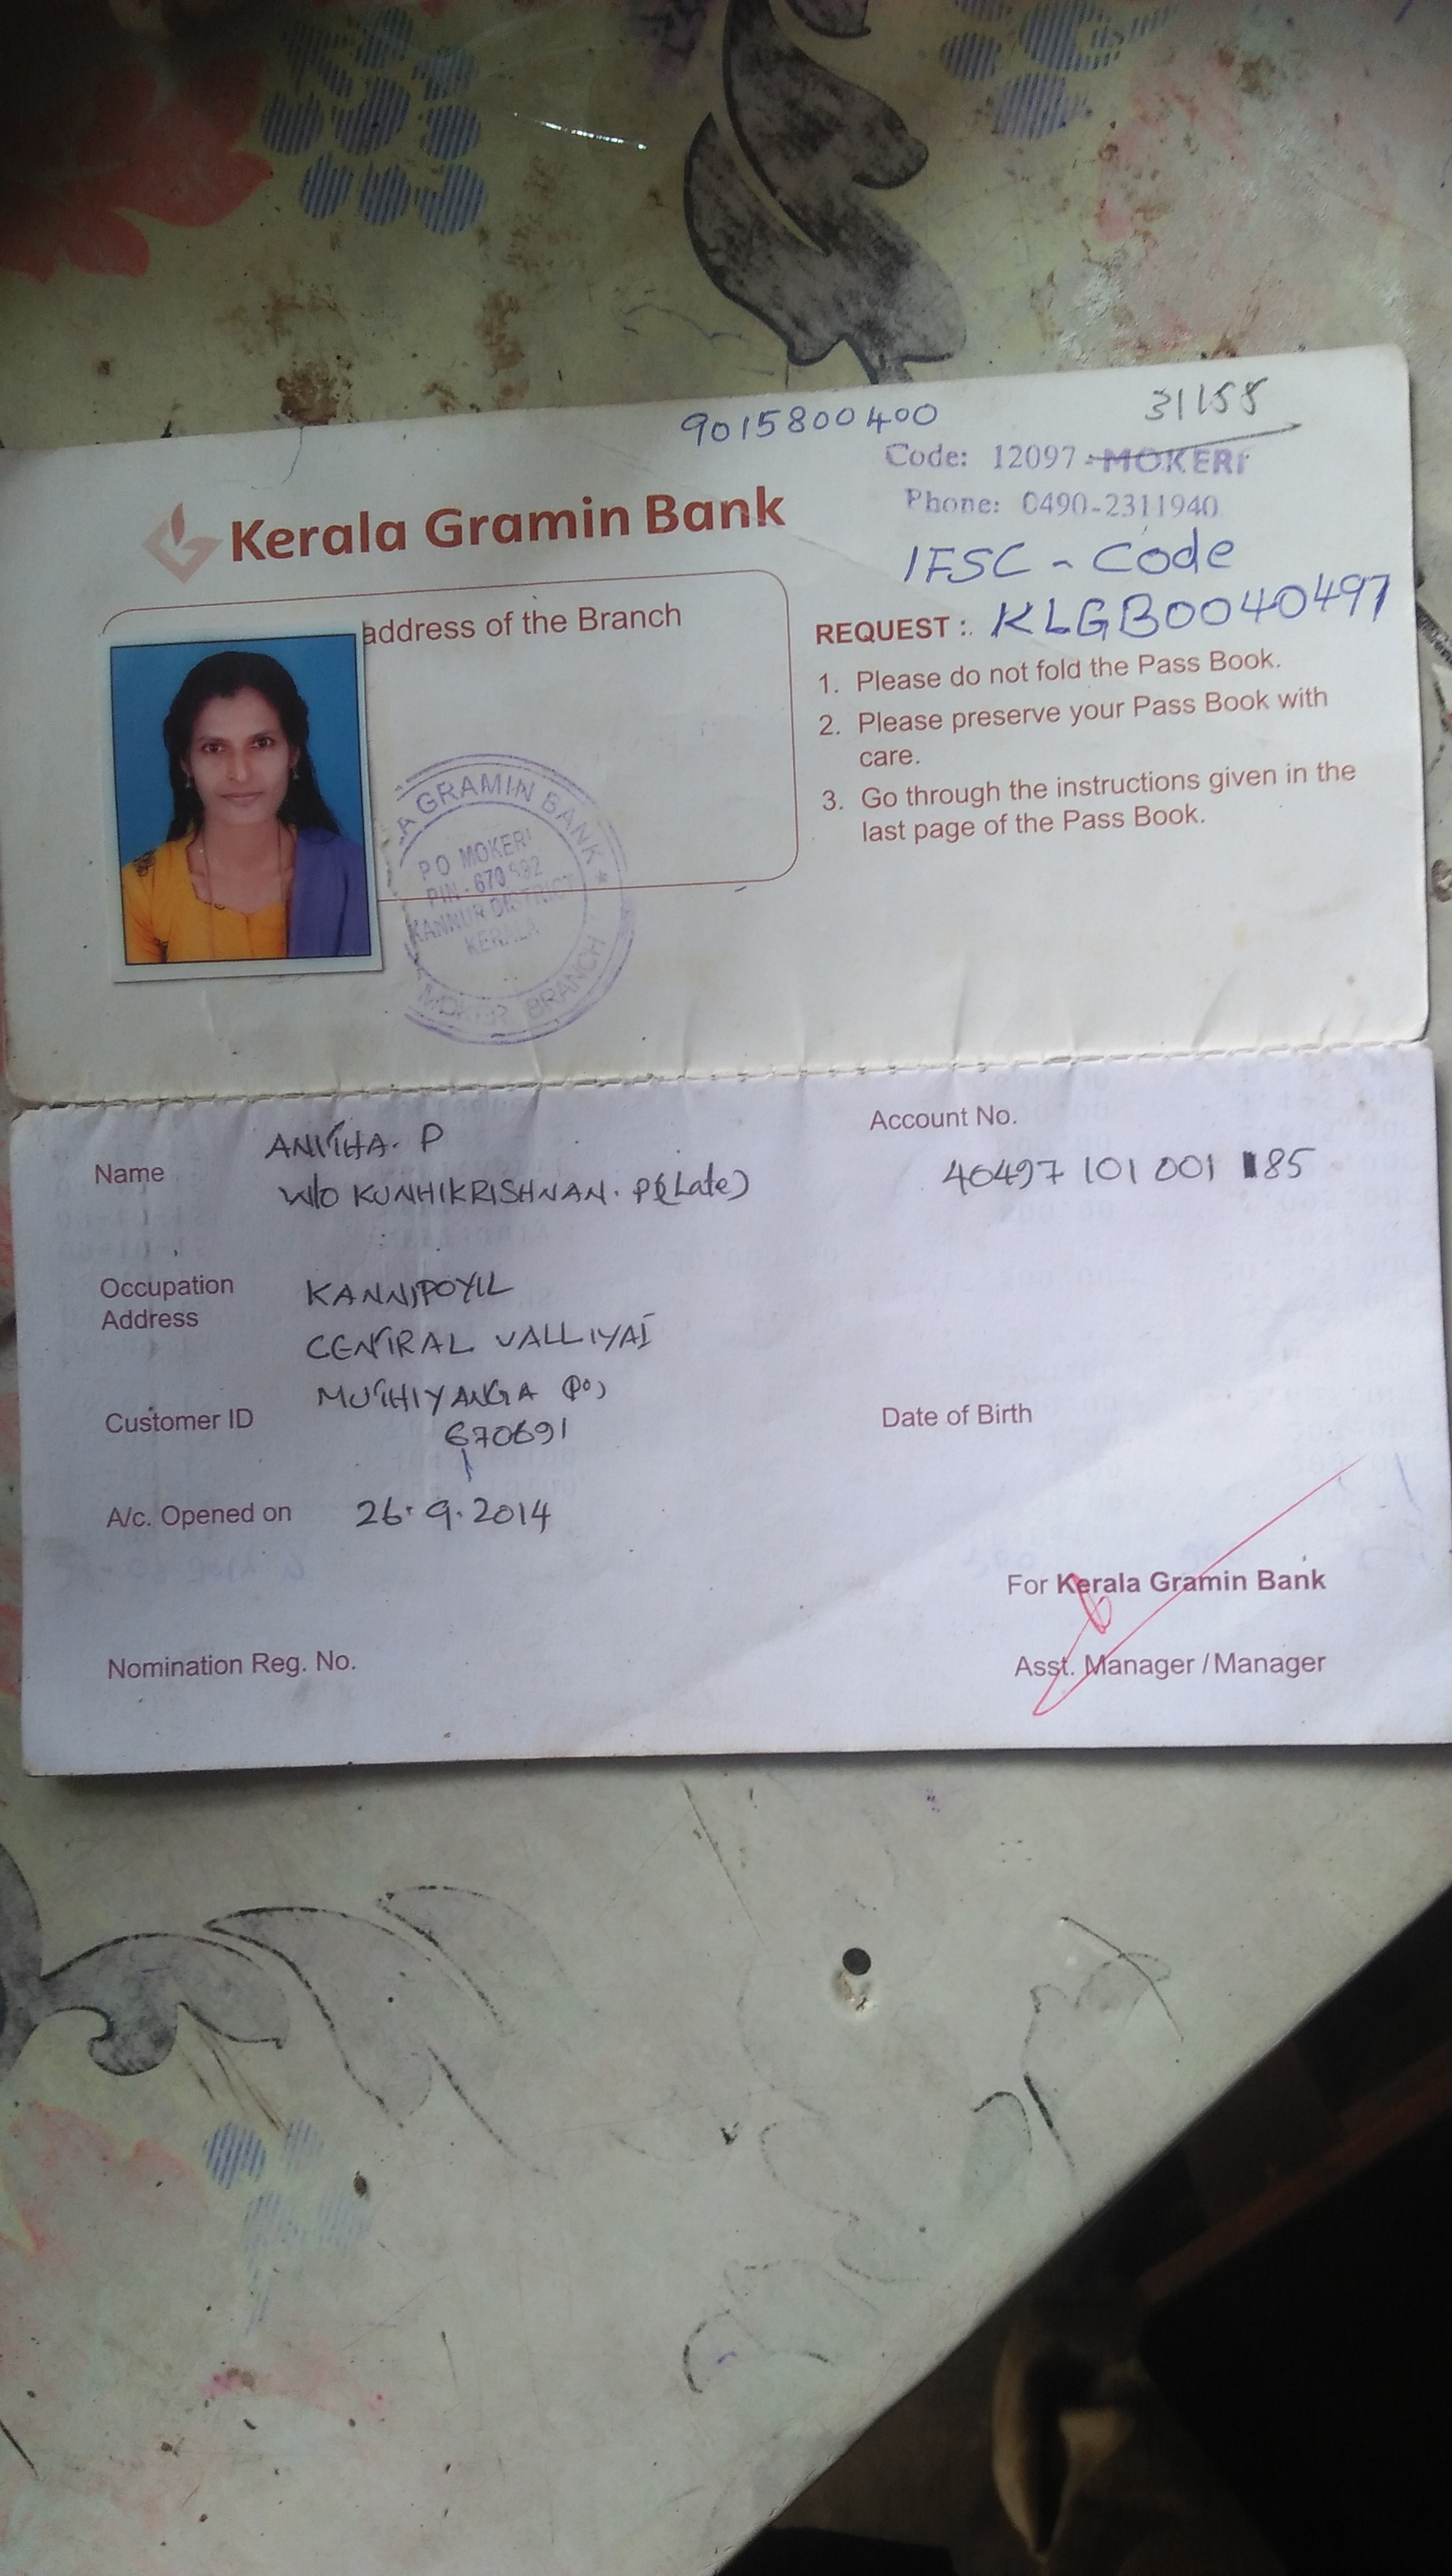 9015800400
31158
Code: 12097 - MOKERI
Phone: 0490-2311940
Kerala Gramin Bank
IFSC - Code
KLGB0040497
address of the Branch
REQUEST :
1. Please do not fold the Pass Book.
2. Please preserve your Pass Book with
care.
3. Go through the instructions given in the
last page of the Pass Book.
A GRAMIN BANK *
P O MOKERI
PIN - 670 692
KANNUR DISTRICT
KERALA
MOKERI BRANCH
Name ANITHA. P
W/O KUNHIKRISHNAN. P (Late)
Account No.
40497 101 001 185
Occupation
Address
KANNIPOYIL
CENTRAL VALLIYAI
MUTHIYANGA (PO)
670691
Customer ID
Date of Birth
A/c. Opened on 26.9.2014
For Kerala Gramin Bank
Nomination Reg. No.
Asst. Manager / Manager